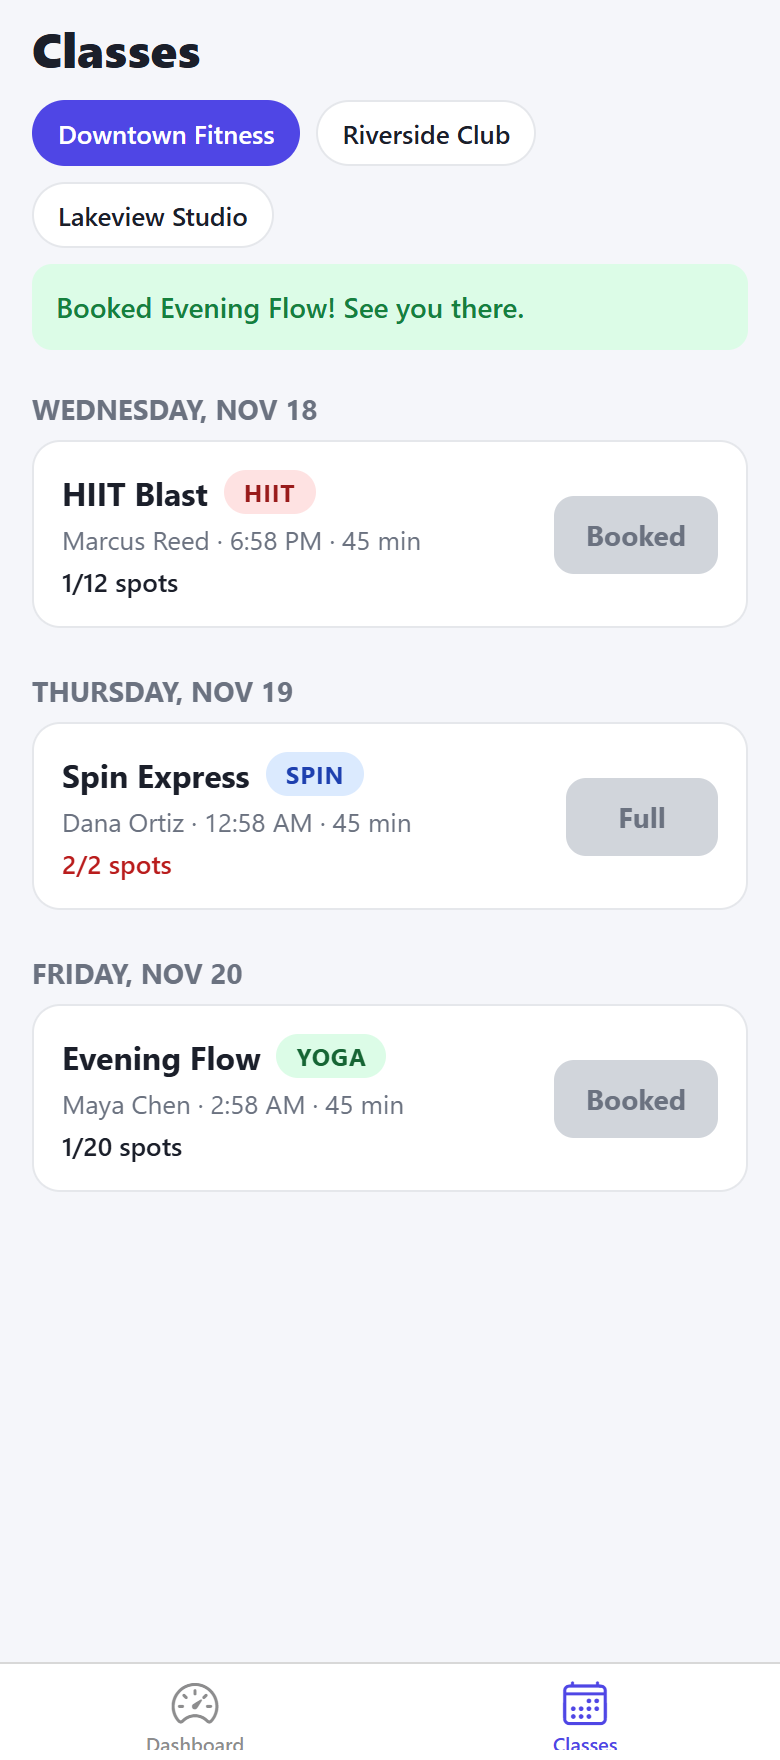 Classes
Downtown Fitness
Riverside Club
Lakeview Studio
Booked Evening Flow! See you there.
WEDNESDAY, NOV 18
HIIT Blast HIIT
Marcus Reed · 6:58 PM · 45 min
1/12 spots
Booked
THURSDAY, NOV 19
Spin Express SPIN
Dana Ortiz · 12:58 AM · 45 min
2/2 spots
Full
FRIDAY, NOV 20
Evening Flow YOGA
Maya Chen · 2:58 AM · 45 min
1/20 spots
Booked
Dashboard
Classes